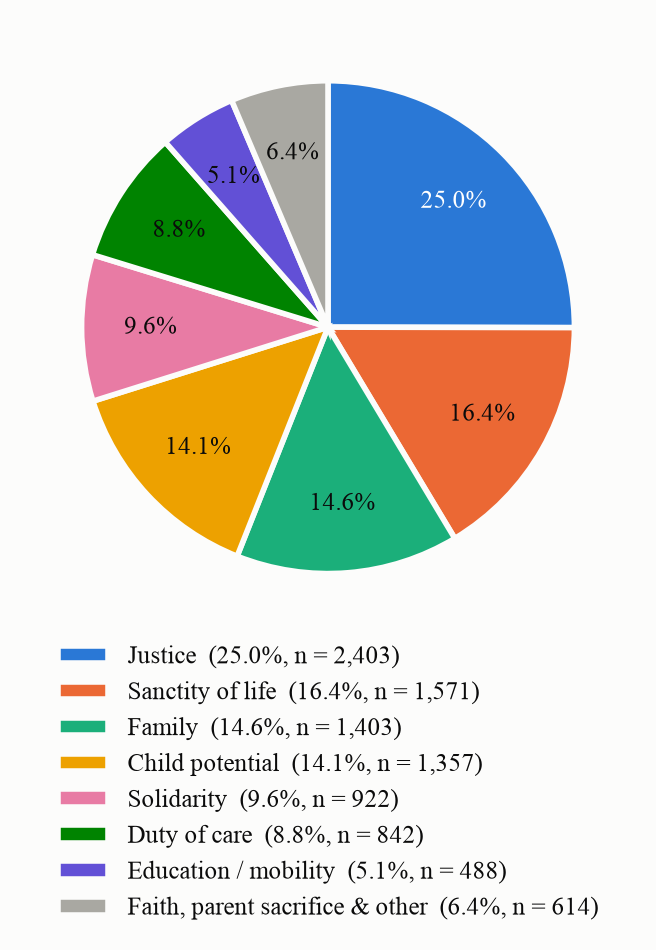 6.4%
25.0%
5.1%
8.8%
9.6%
16.4%
14.1%
14.6%
Justice (25.0%, n = 2,403)
Sanctity of life (16.4%, n = 1,571)
Family (14.6%, n = 1,403)
Child potential (14.1%, n = 1,357)
Solidarity (9.6%, n = 922)
Duty of care (8.8%, n = 842)
Education / mobility (5.1%, n = 488)
Faith, parent sacrifice & other (6.4%, n = 614)